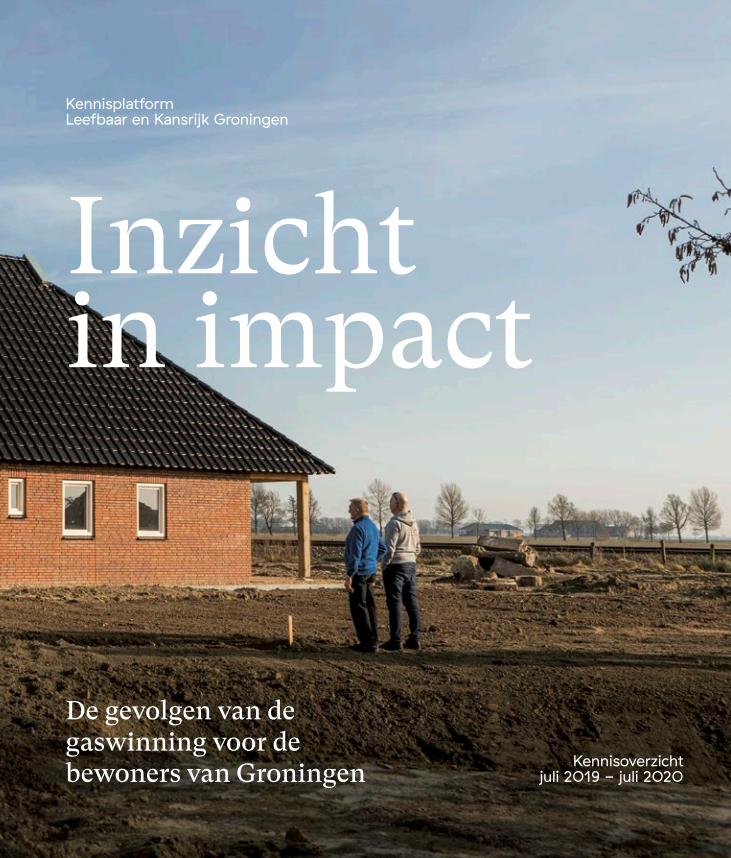 Kennisplatform
Leefbaar en Kansrijk Groningen
Inzicht
in impact
De gevolgen van de
gaswinning voor de
bewoners van Groningen
Kennisoverzicht
juli 2019 – juli 2020